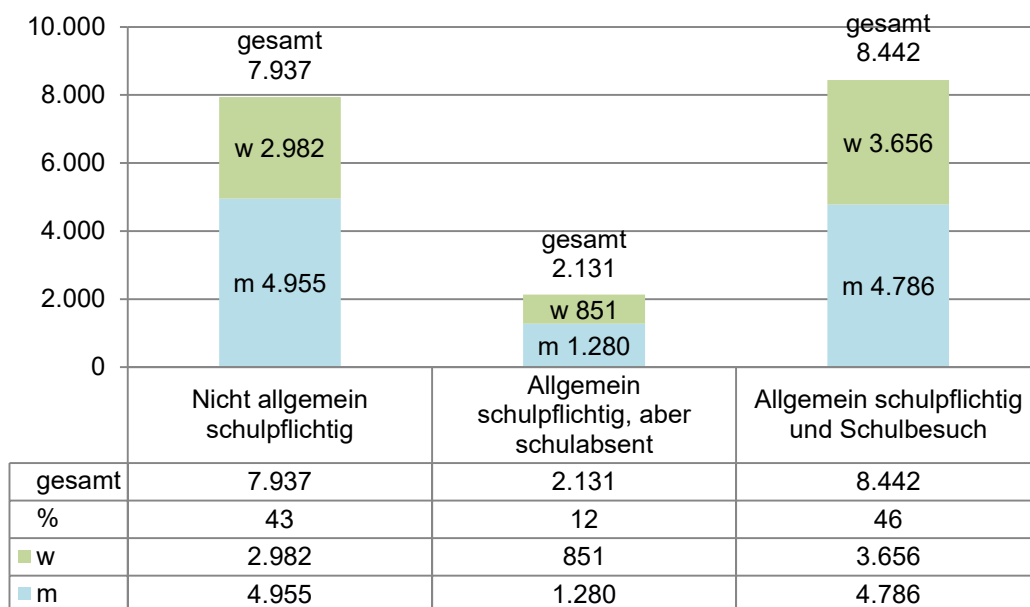 10.000
8.000
6.000
4.000
2.000
0
gesamt
7.937
w 2.982
m 4.955
gesamt
2.131
w 851
m 1.280
gesamt
8.442
w 3.656
m 4.786
Nicht allgemein
schulpflichtig
Allgemein
schulpflichtig, aber
schulabsent
Allgemein schulpflichtig
und Schulbesuch
gesamt 7.937 2.131 8.442
% 43 12 46
w 2.982 851 3.656
m 4.955 1.280 4.786